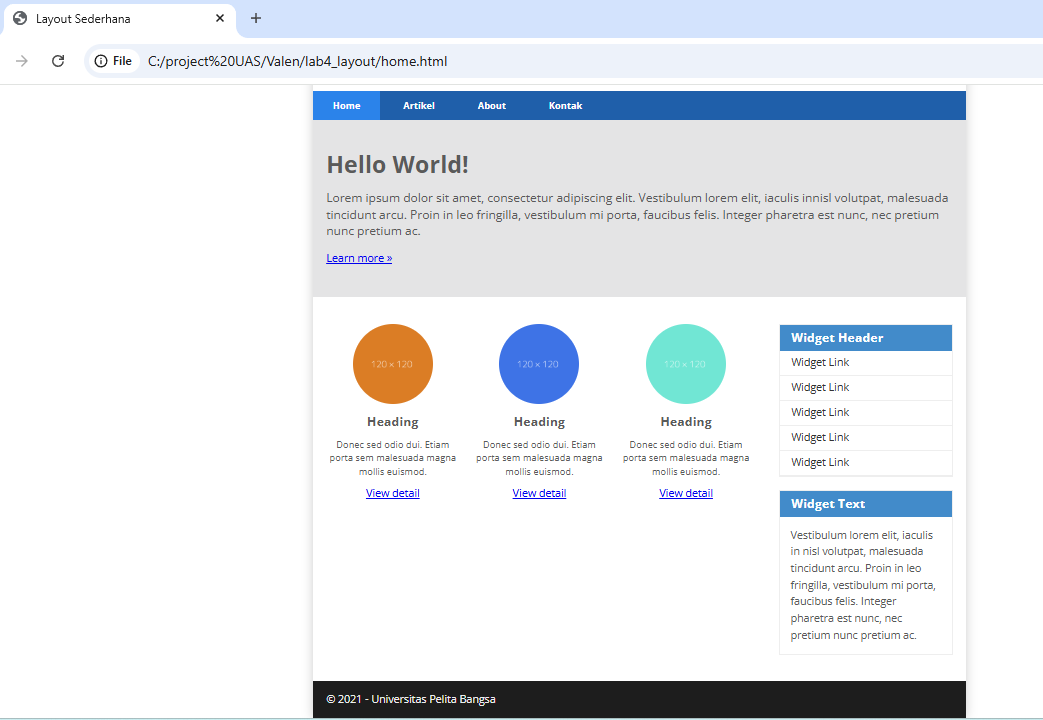 Layout Sederhana
File C:/project%20UAS/Valen/lab4_layout/home.html
Home Artikel About Kontak
Hello World!
Lorem ipsum dolor sit amet, consectetur adipiscing elit. Vestibulum lorem elit, iaculis innisl volutpat, malesuada
tincidunt arcu. Proin in leo fringilla, vestibulum mi porta, faucibus felis. Integer pharetra est nunc, nec pretium
nunc pretium ac.
Learn more »
120 × 120
Heading
Donec sed odio dui. Etiam
porta sem malesuada magna
mollis euismod.
View detail
120 × 120
Heading
Donec sed odio dui. Etiam
porta sem malesuada magna
mollis euismod.
View detail
120 × 120
Heading
Donec sed odio dui. Etiam
porta sem malesuada magna
mollis euismod.
View detail
Widget Header
Widget Link
Widget Link
Widget Link
Widget Link
Widget Link
Widget Text
Vestibulum lorem elit, iaculis
in nisl volutpat, malesuada
tincidunt arcu. Proin in leo
fringilla, vestibulum mi porta,
faucibus felis. Integer
pharetra est nunc, nec
pretium nunc pretium ac.
© 2021 - Universitas Pelita Bangsa